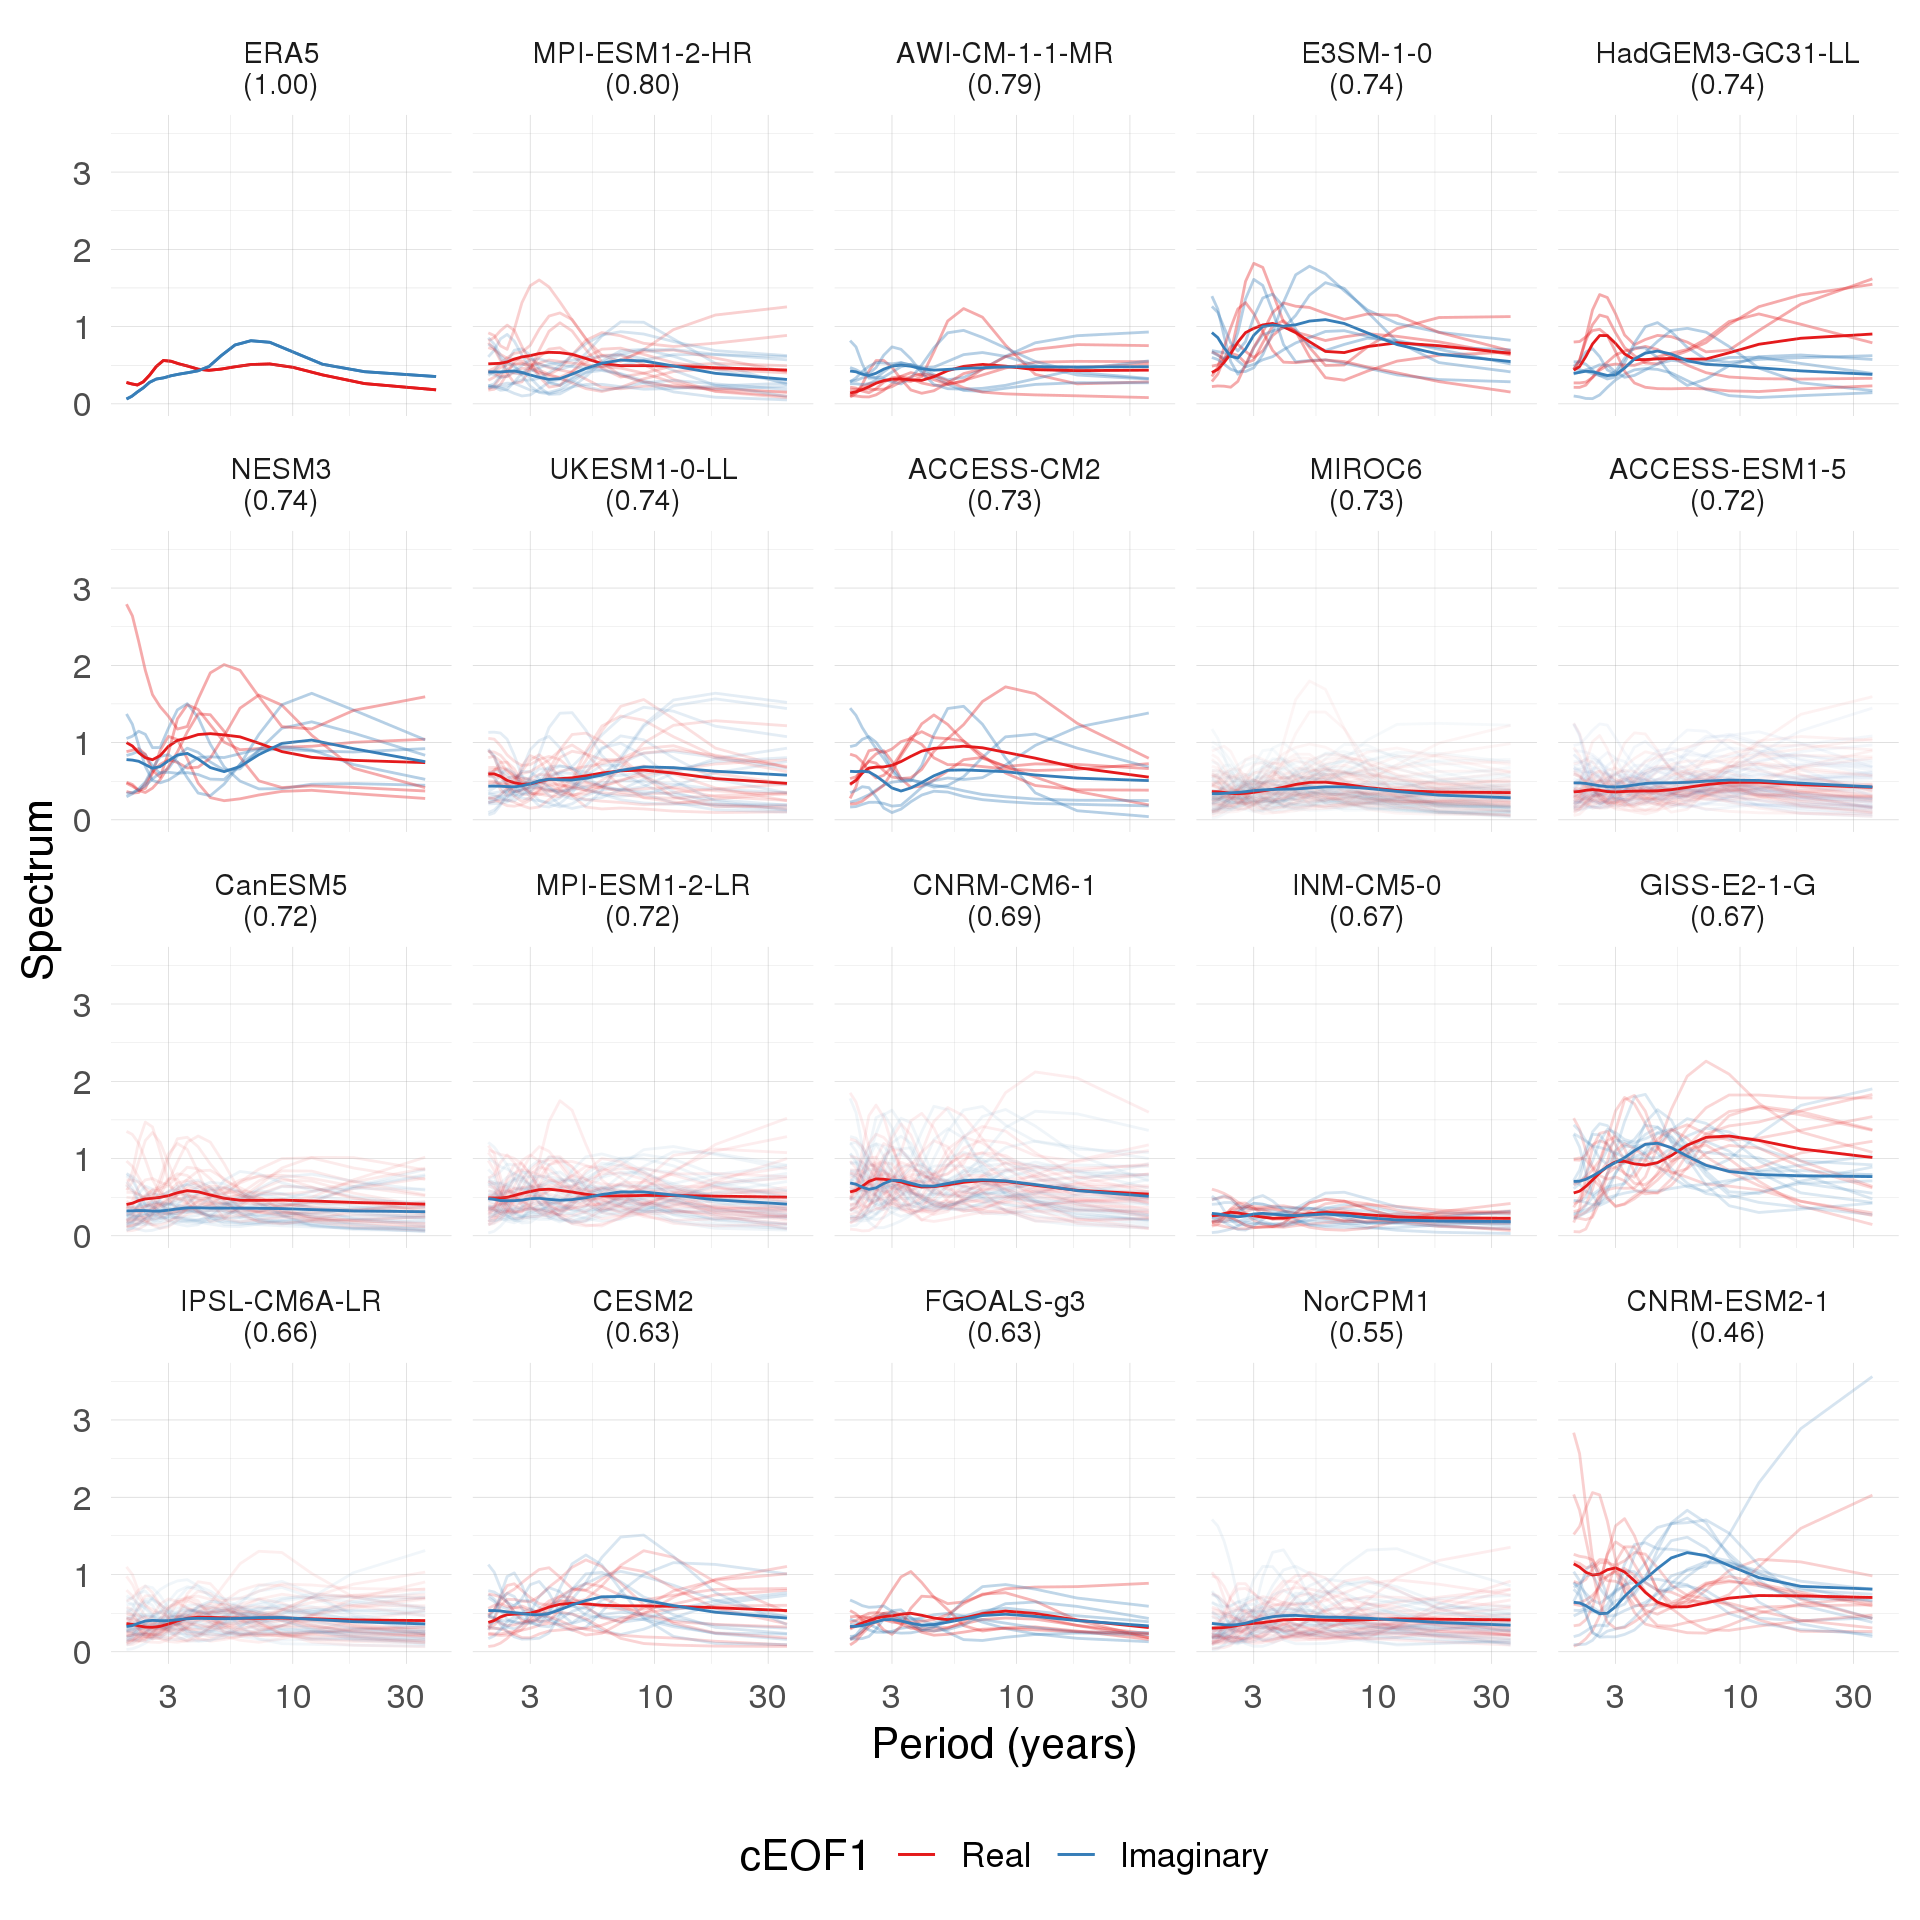 ERA5 MPI-ESM1-2-HR AWI-CM-1-1-MR E3SM-1-0 HadGEM3-GC31-LL
(1.00) (0.80) (0.79) (0.74) (0.74)
3
2
1
0
NESM3 UKESM1-0-LL ACCESS-CM2 MIROC6 ACCESS-ESM1-5
(0.74) (0.74) (0.73) (0.73) (0.72)
3
2
1
0
Spectrum
CanESM5 MPI-ESM1-2-LR CNRM-CM6-1 INM-CM5-0 GISS-E2-1-G
(0.72) (0.72) (0.69) (0.67) (0.67)
3
2
1
0
IPSL-CM6A-LR CESM2 FGOALS-g3 NorCPM1 CNRM-ESM2-1
(0.66) (0.63) (0.63) (0.55) (0.46)
3
2
1
0
3 10 30 3 10 30 3 10 30 3 10 30 3 10 30
Period (years)
cEOF1 Real Imaginary